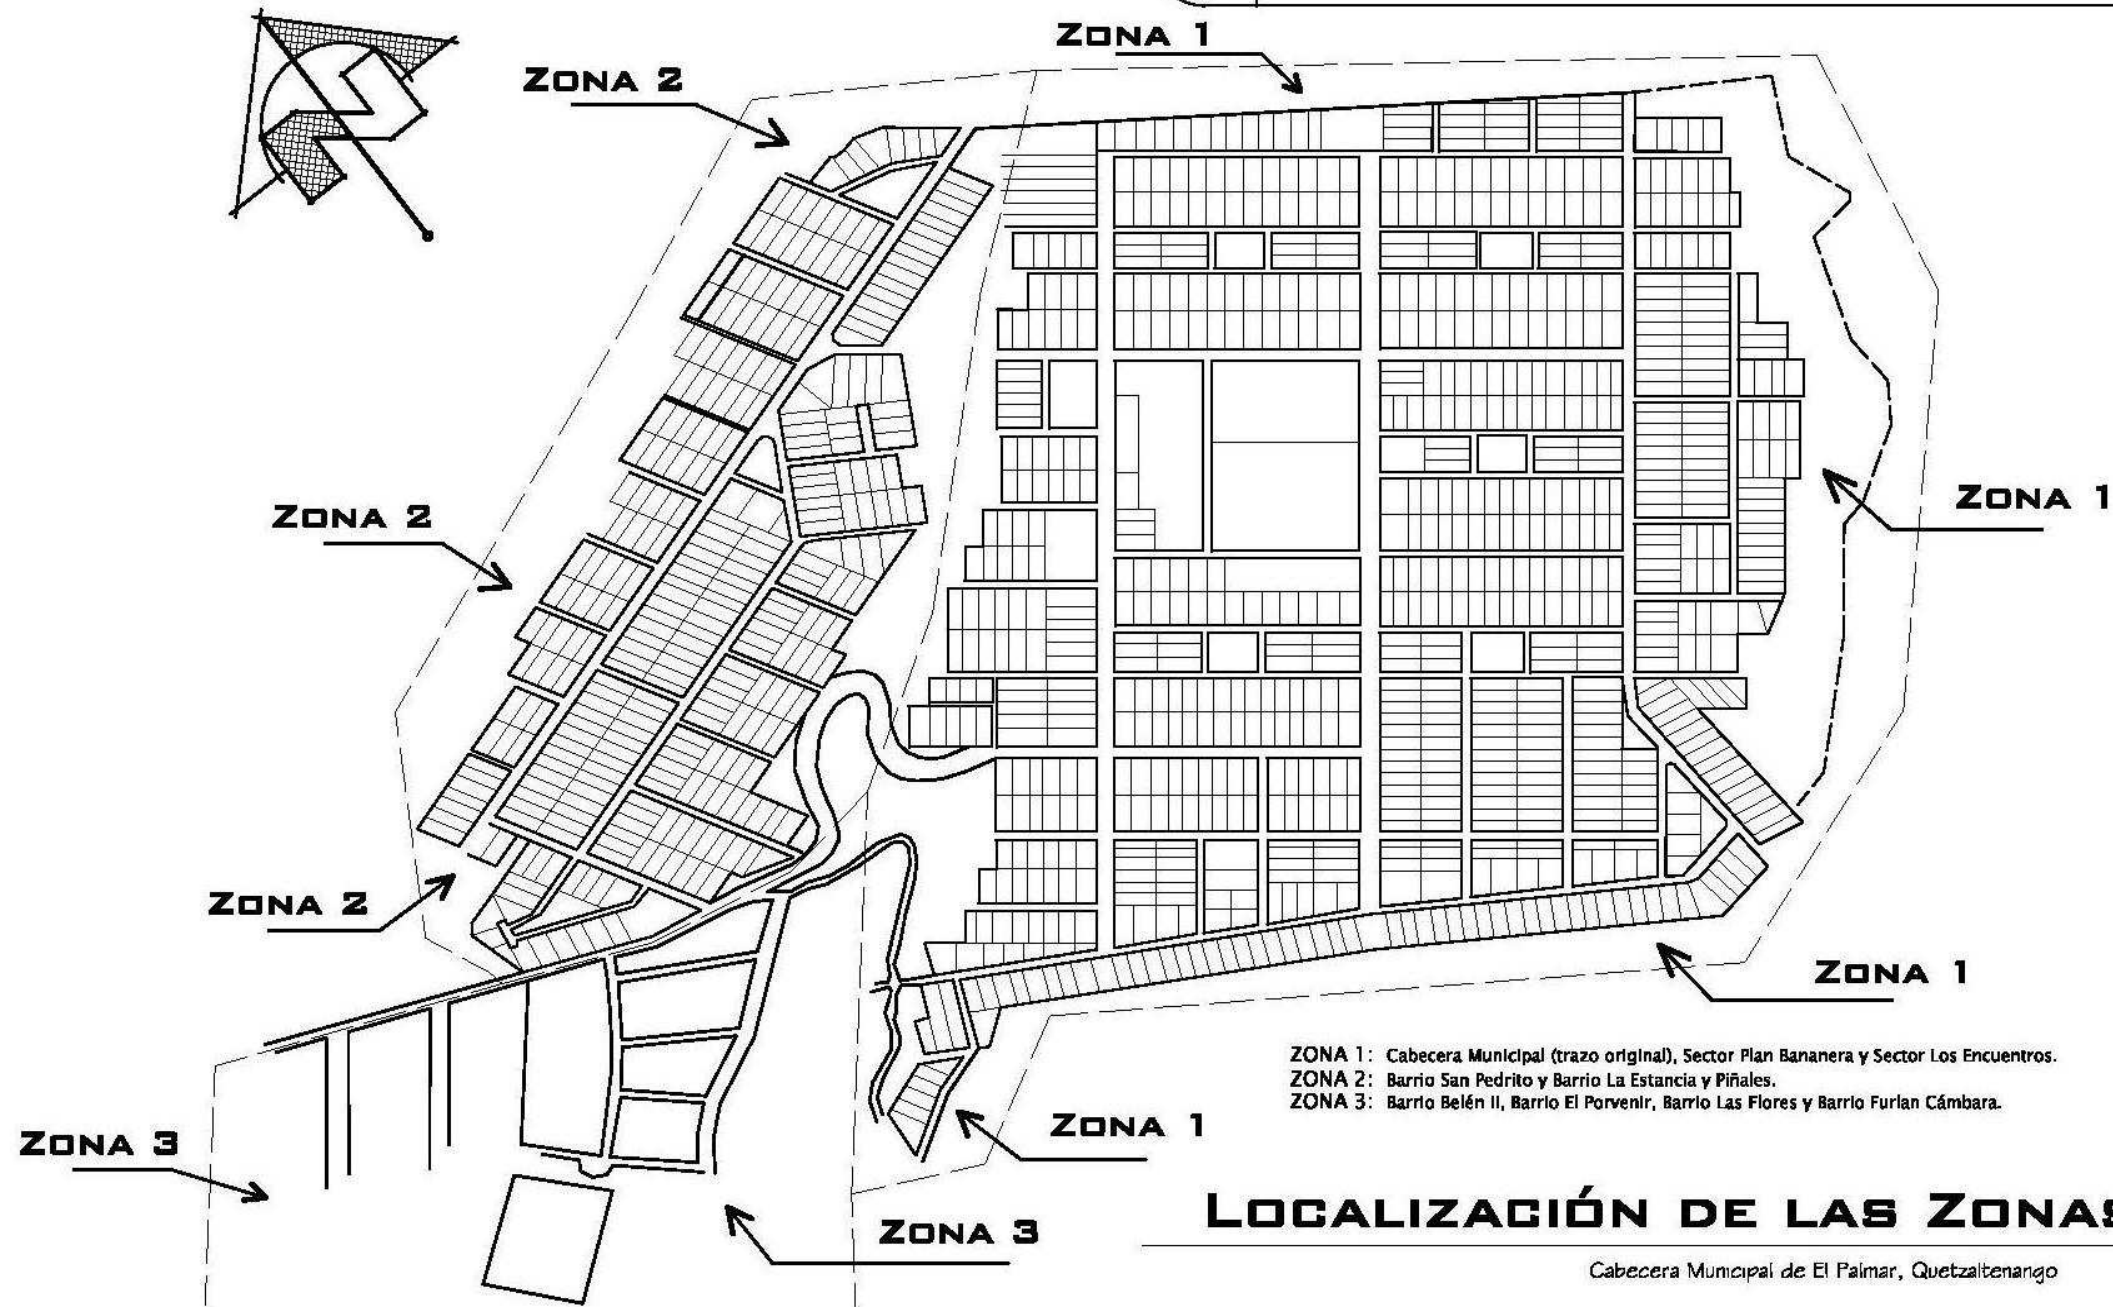 ZONA 1
ZONA 2
ZONA 2
ZONA 1
ZONA 2
ZONA 1
ZONA 1: Cabecera Municipal (trazo original), Sector Plan Bananera y Sector Los Encuentros.
ZONA 2: Barrio San Pedrito y Barrio La Estancia y Piñales.
ZONA 3: Barrio Belén II, Barrio El Porvenir, Barrio Las Flores y Barrio Furlan Cámbara.
ZONA 1
ZONA 3
ZONA 3
LOCALIZACIÓN DE LAS ZONAS
Cabecera Municipal de El Palmar, Quetzaltenango